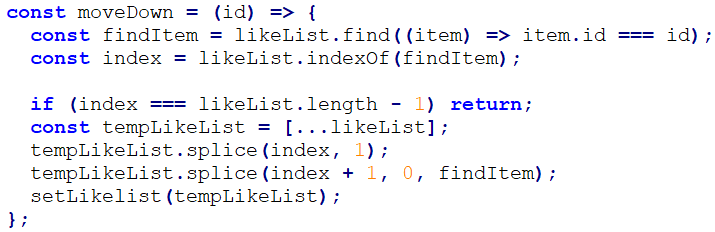 const moveDown = (id) => {
  const findItem = likeList.find((item) => item.id === id);
  const index = likeList.indexOf(findItem);

  if (index === likeList.length - 1) return;
  const tempLikeList = [...likeList];
  tempLikeList.splice(index, 1);
  tempLikeList.splice(index + 1, 0, findItem);
  setLikelist(tempLikeList);
};